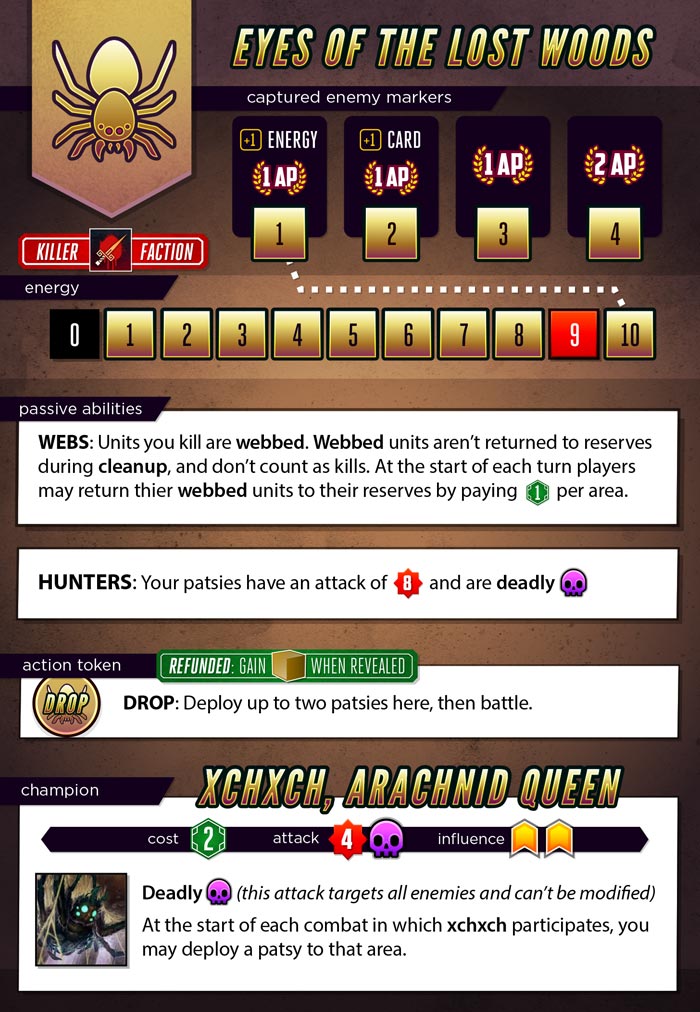 EYES OF THE LOST WOODS
captured enemy markers
+1 ENERGY
1 AP
1
+1 CARD
1 AP
2
1 AP
3
2 AP
4
KILLER FACTION
energy
0 1 2 3 4 5 6 7 8 9 10
passive abilities
WEBS: Units you kill are webbed. Webbed units aren't returned to reserves
during cleanup, and don't count as kills. At the start of each turn players
may return thier webbed units to their reserves by paying 1 per area.
HUNTERS: Your patsies have an attack of 8 and are deadly
action token
REFUNDED: GAIN WHEN REVEALED
DROP
DROP: Deploy up to two patsies here, then battle.
XCHXCH, ARACHNID QUEEN
champion
cost 2 attack 4 influence
Deadly (this attack targets all enemies and can't be modified)
At the start of each combat in which xchxch participates, you
may deploy a patsy to that area.